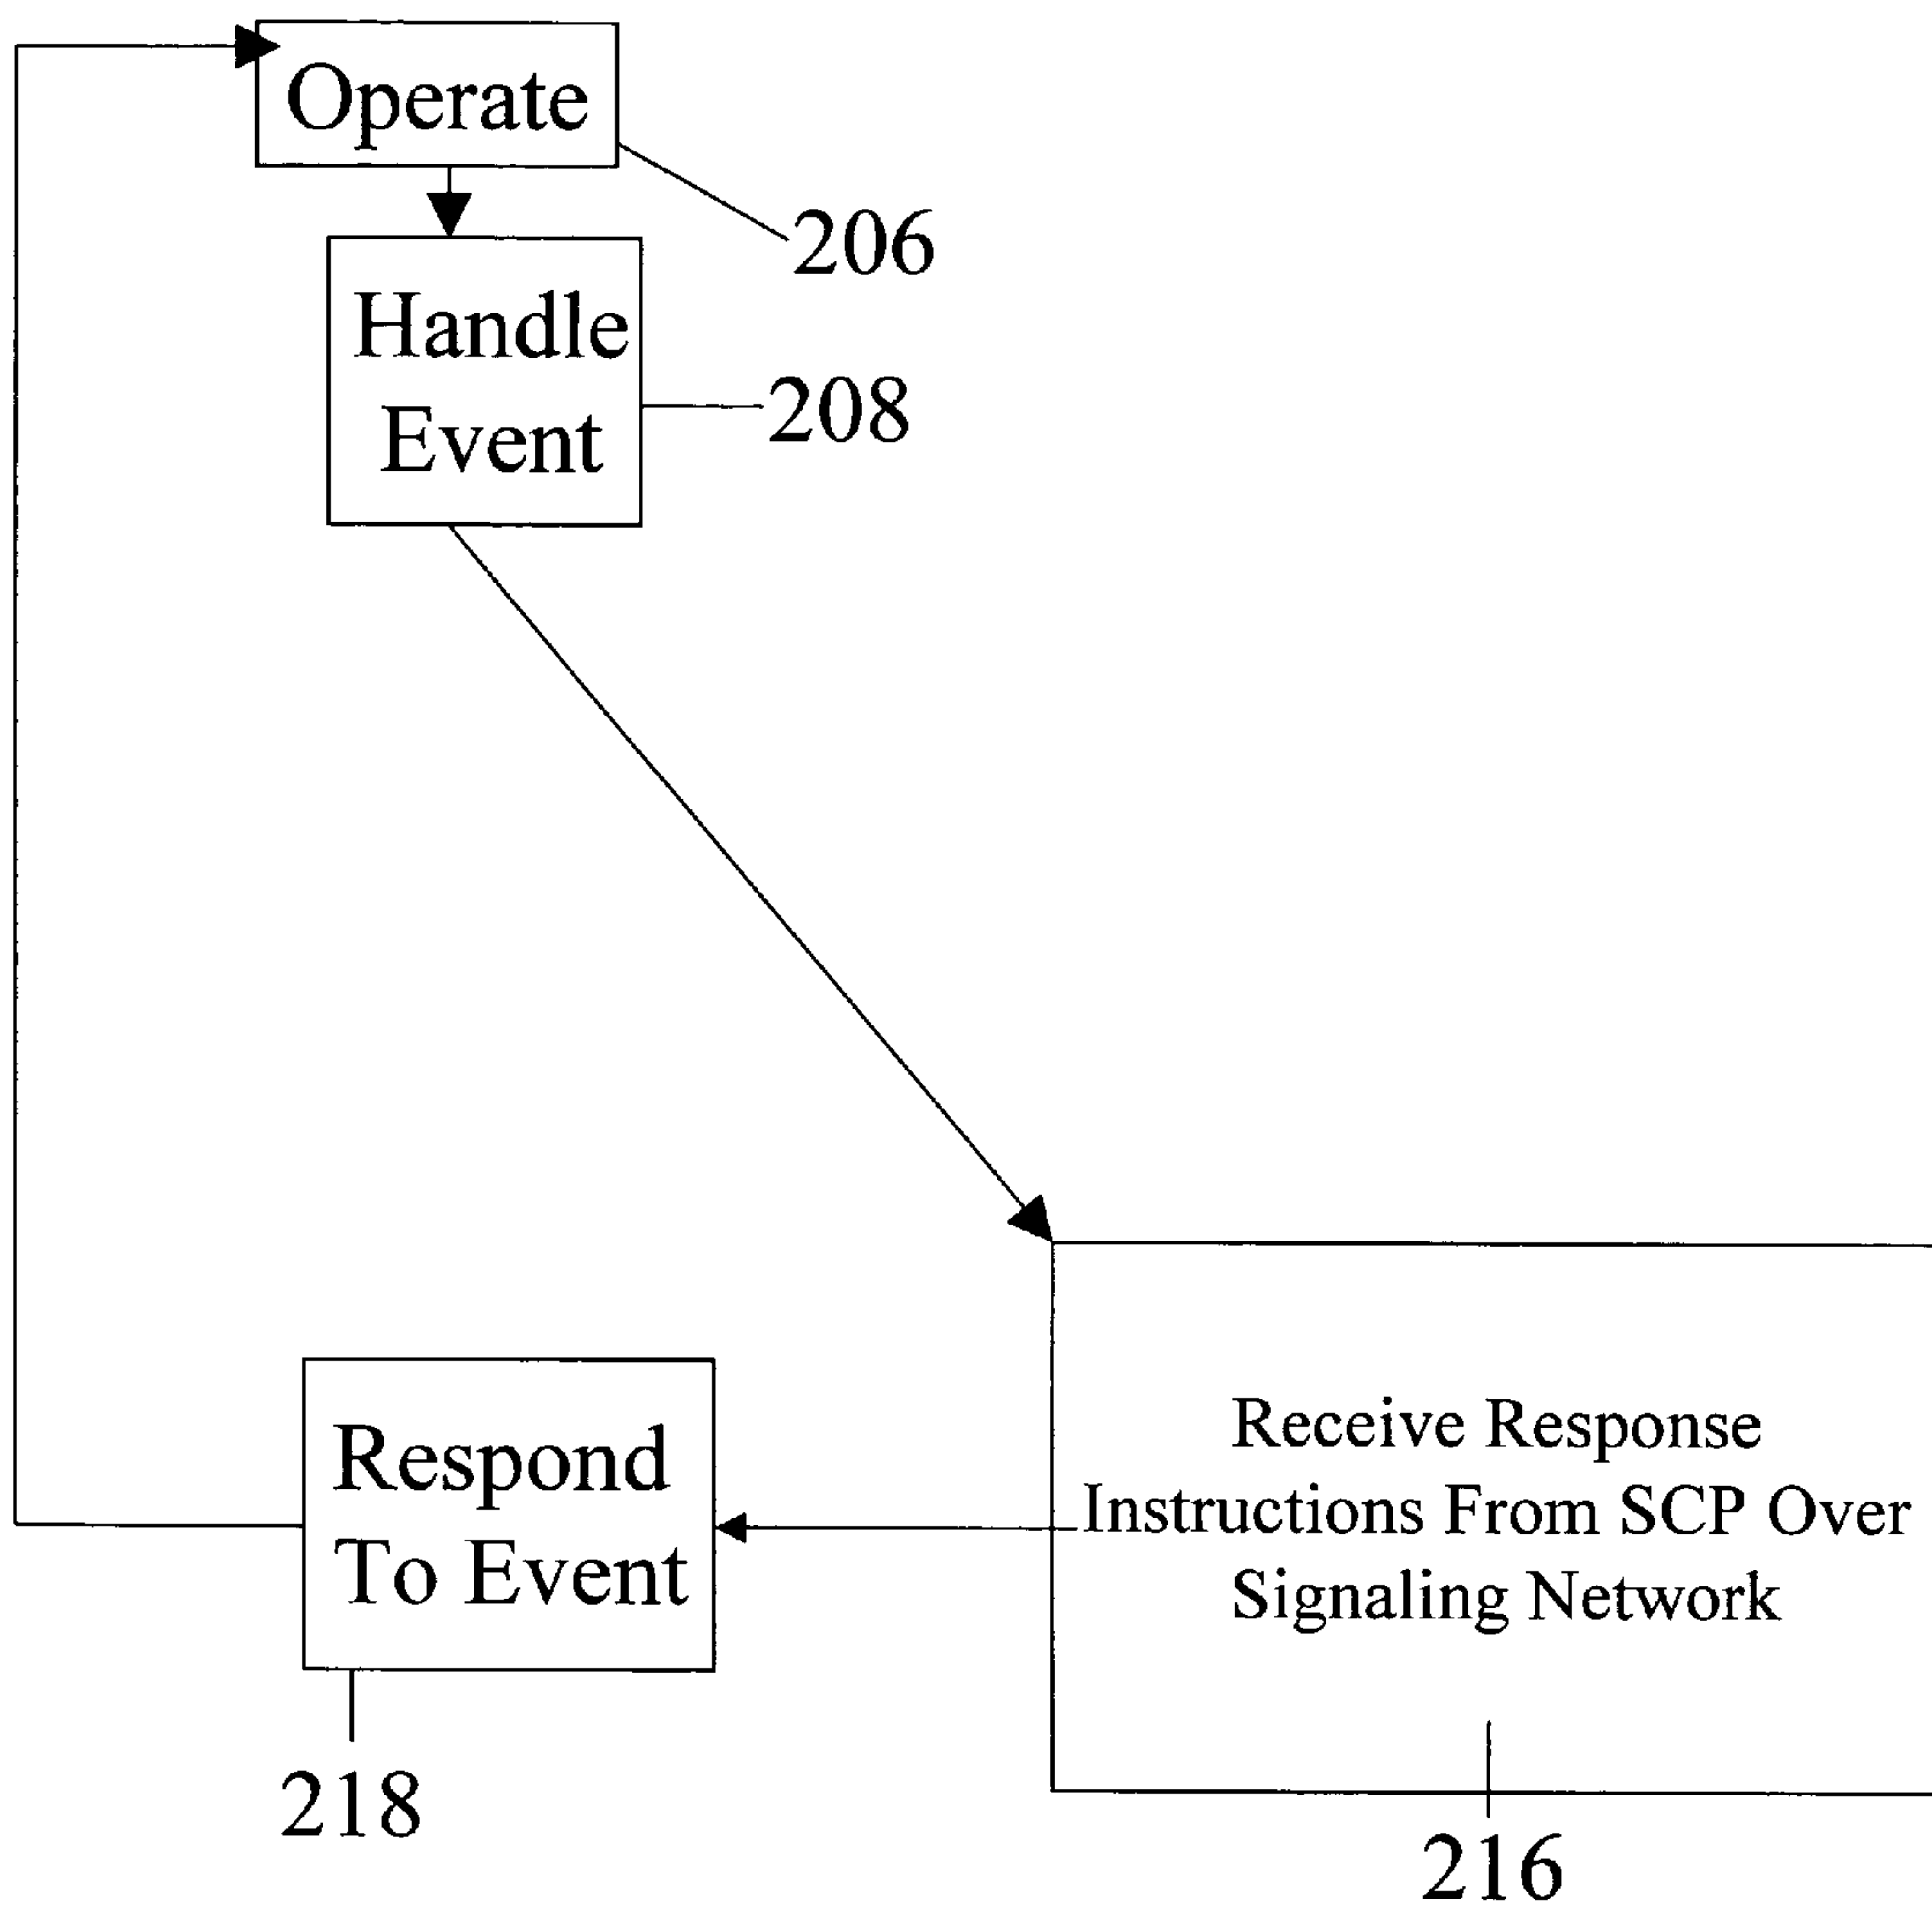 Operate
206
Handle
Event
208
Receive Response
Instructions From SCP Over
Signaling Network
Respond
To Event
218
216